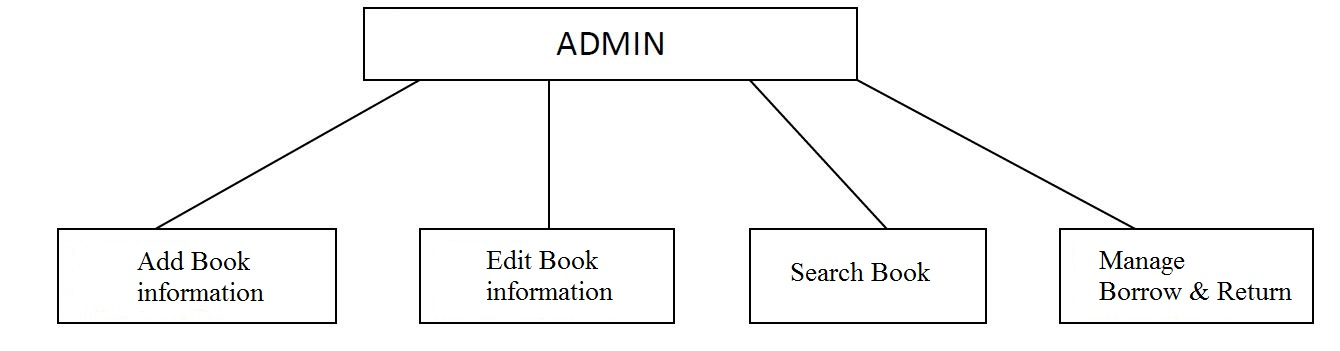 ADMIN
Add Book
information
Edit Book
information
Search Book
Manage
Borrow & Return